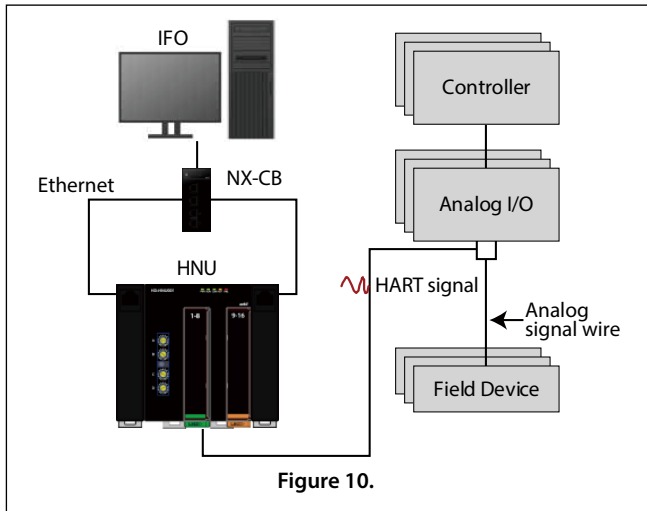 IFO
Controller
Ethernet
NX-CB
Analog I/O
HNU
HART signal
1-8
9-16
Analog
signal wire
Field Device
Figure 10.